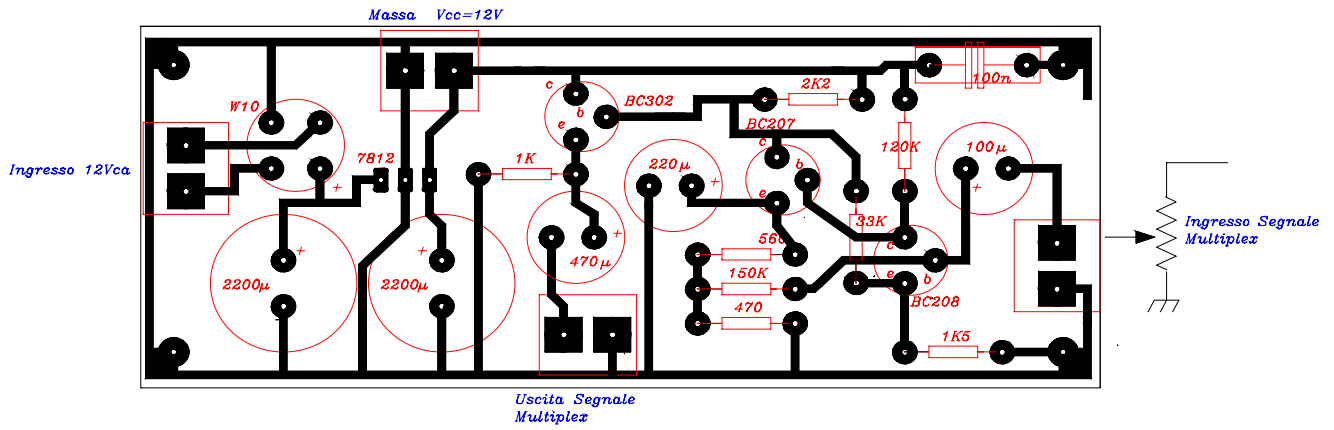 Massa Vcc=12V
W10
Ingresso 12Vca
7812
+
2200µ
+
2200µ
+
1K
c
b
e
BC302
470µ
+
220µ
+
2K2
BC207
c
b
e
100n
120K
100µ
+
33K
c
e
b
BC208
150K
470
1K5
Ingresso Segnale
Multiplex
Uscita Segnale
Multiplex